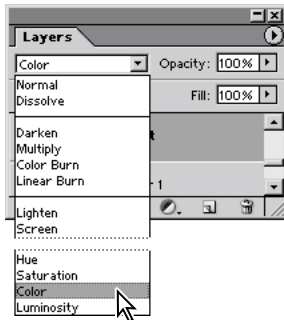 Layers
Color Opacity: 100%
Normal
Dissolve
Fill: 100%
Darken
Multiply
Color Burn
Linear Burn
1
Lighten
Screen
Hue
Saturation
Color
Luminosity